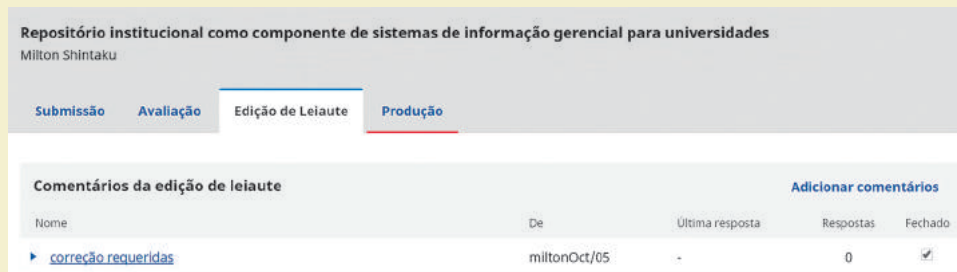 Repositório institucional como componente de sistemas de informação gerencial para universidades
Milton Shintaku
Submissão Avaliação Edição de Leiaute Produção
Comentários da edição de leiaute Adicionar comentários
Nome De Última resposta Respostas Fechado
correção requeridas miltonOct/05 - 0